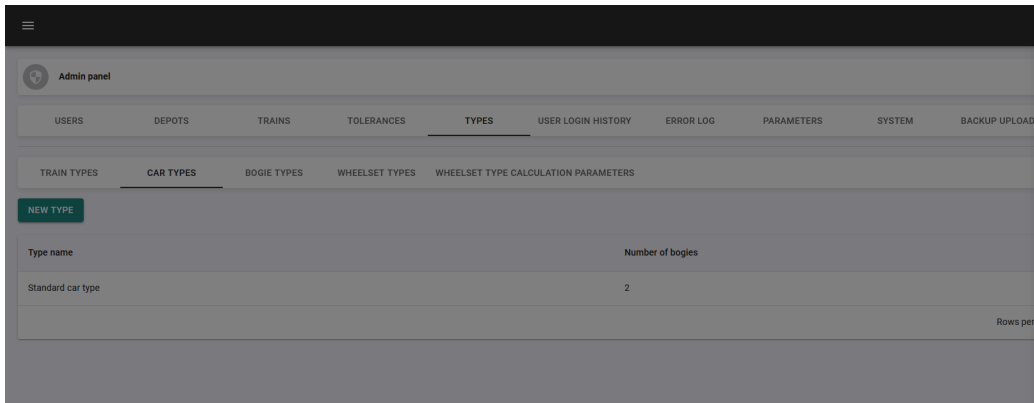 Admin panel
USERS DEPOTS TRAINS TOLERANCES TYPES USER LOGIN HISTORY ERROR LOG PARAMETERS SYSTEM BACKUP UPLOAD
TRAIN TYPES CAR TYPES BOGIE TYPES WHEELSET TYPES WHEELSET TYPE CALCULATION PARAMETERS
NEW TYPE
Type name Number of bogies
Standard car type 2
Rows per